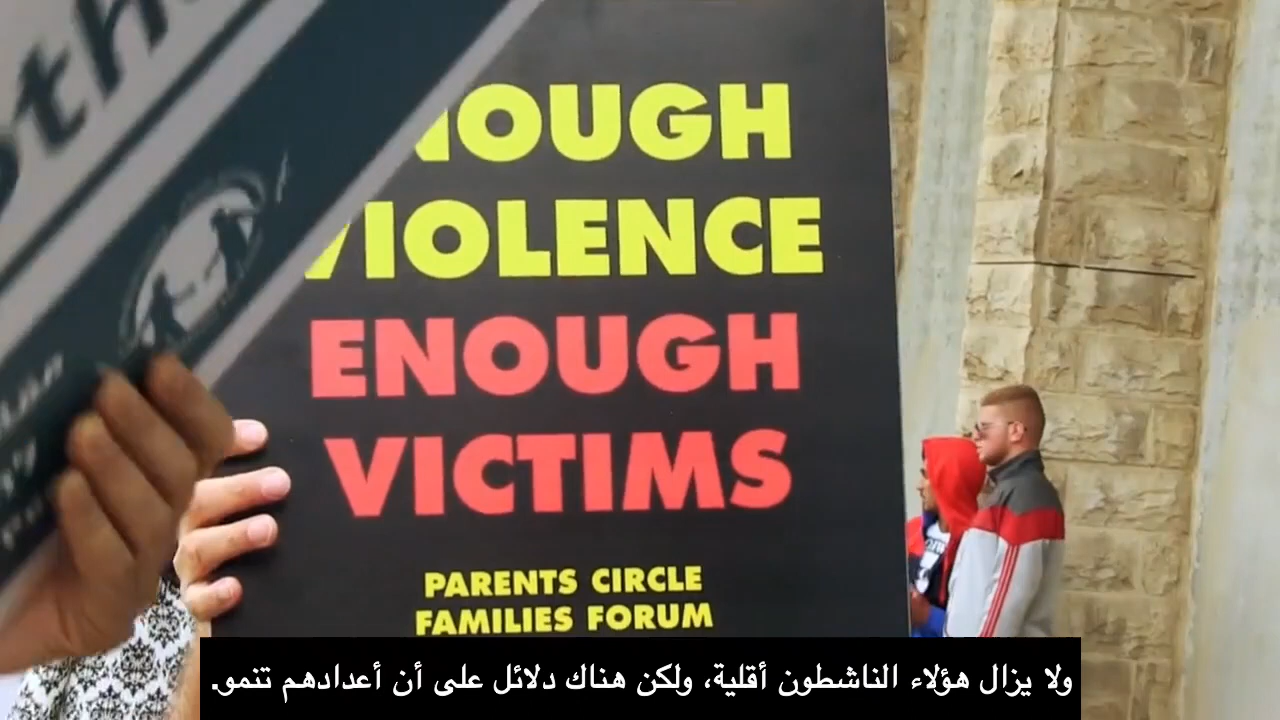 NOUGH
VIOLENCE
ENOUGH
VICTIMS
PARENTS CIRCLE
FAMILIES FORUM
ولا يزال هؤلاء الناشطون أقلية، ولكن هناك دلائل على أن أعدادهم تنمو.